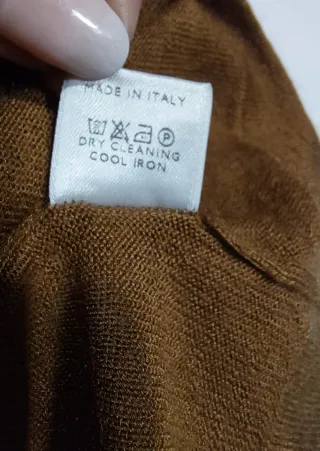 MADE IN ITALY
P
DRY CLEANING
COOL IRON